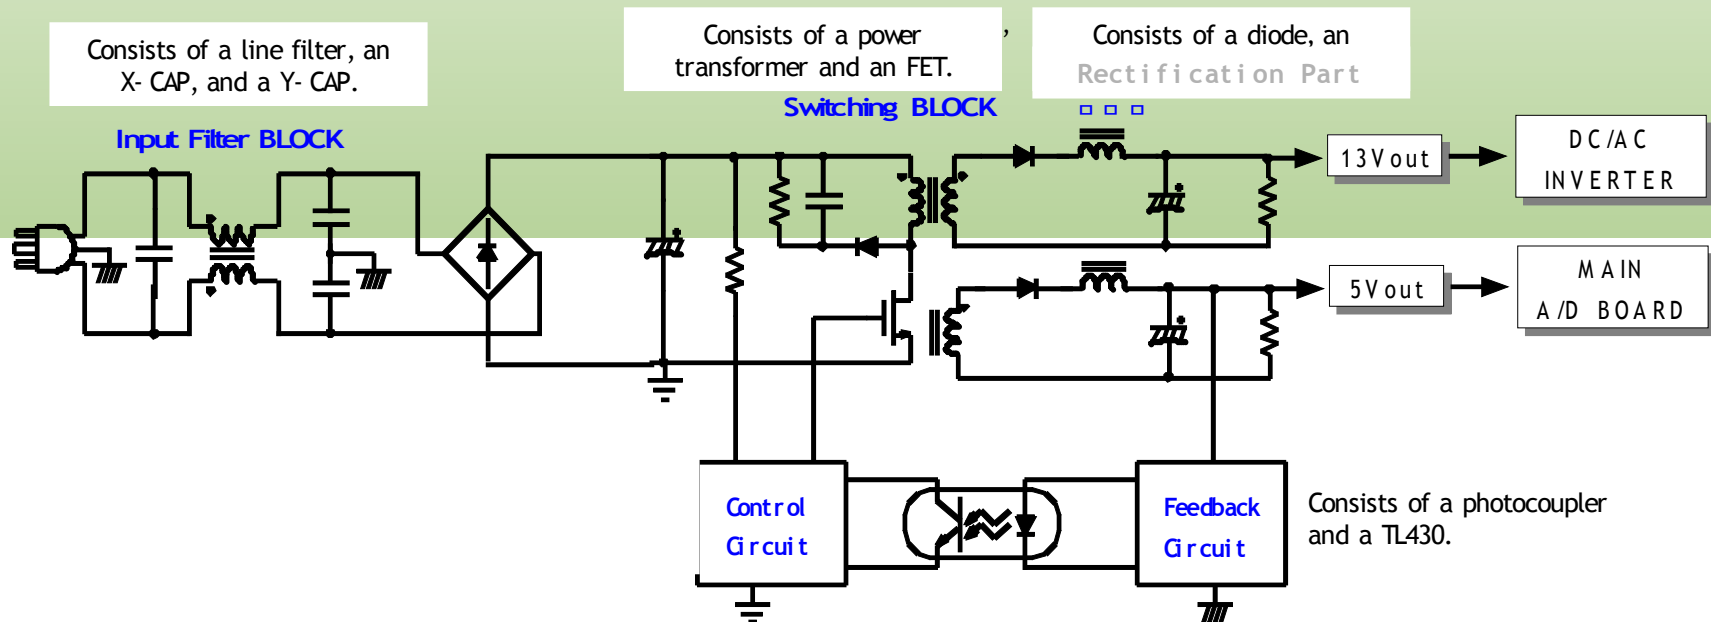 Consists of a line filter, an
X- CAP, and a Y- CAP.
Input Filter BLOCK
Consists of a power ,
transformer and an FET.
Switching BLOCK
Consists of a diode, an
Rectification Part
13Vout
DC/AC
INVERTER
5Vout
MAIN
A/D BOARD
Control
Circuit
Feedback
Circuit
Consists of a photocoupler
and a TL430.